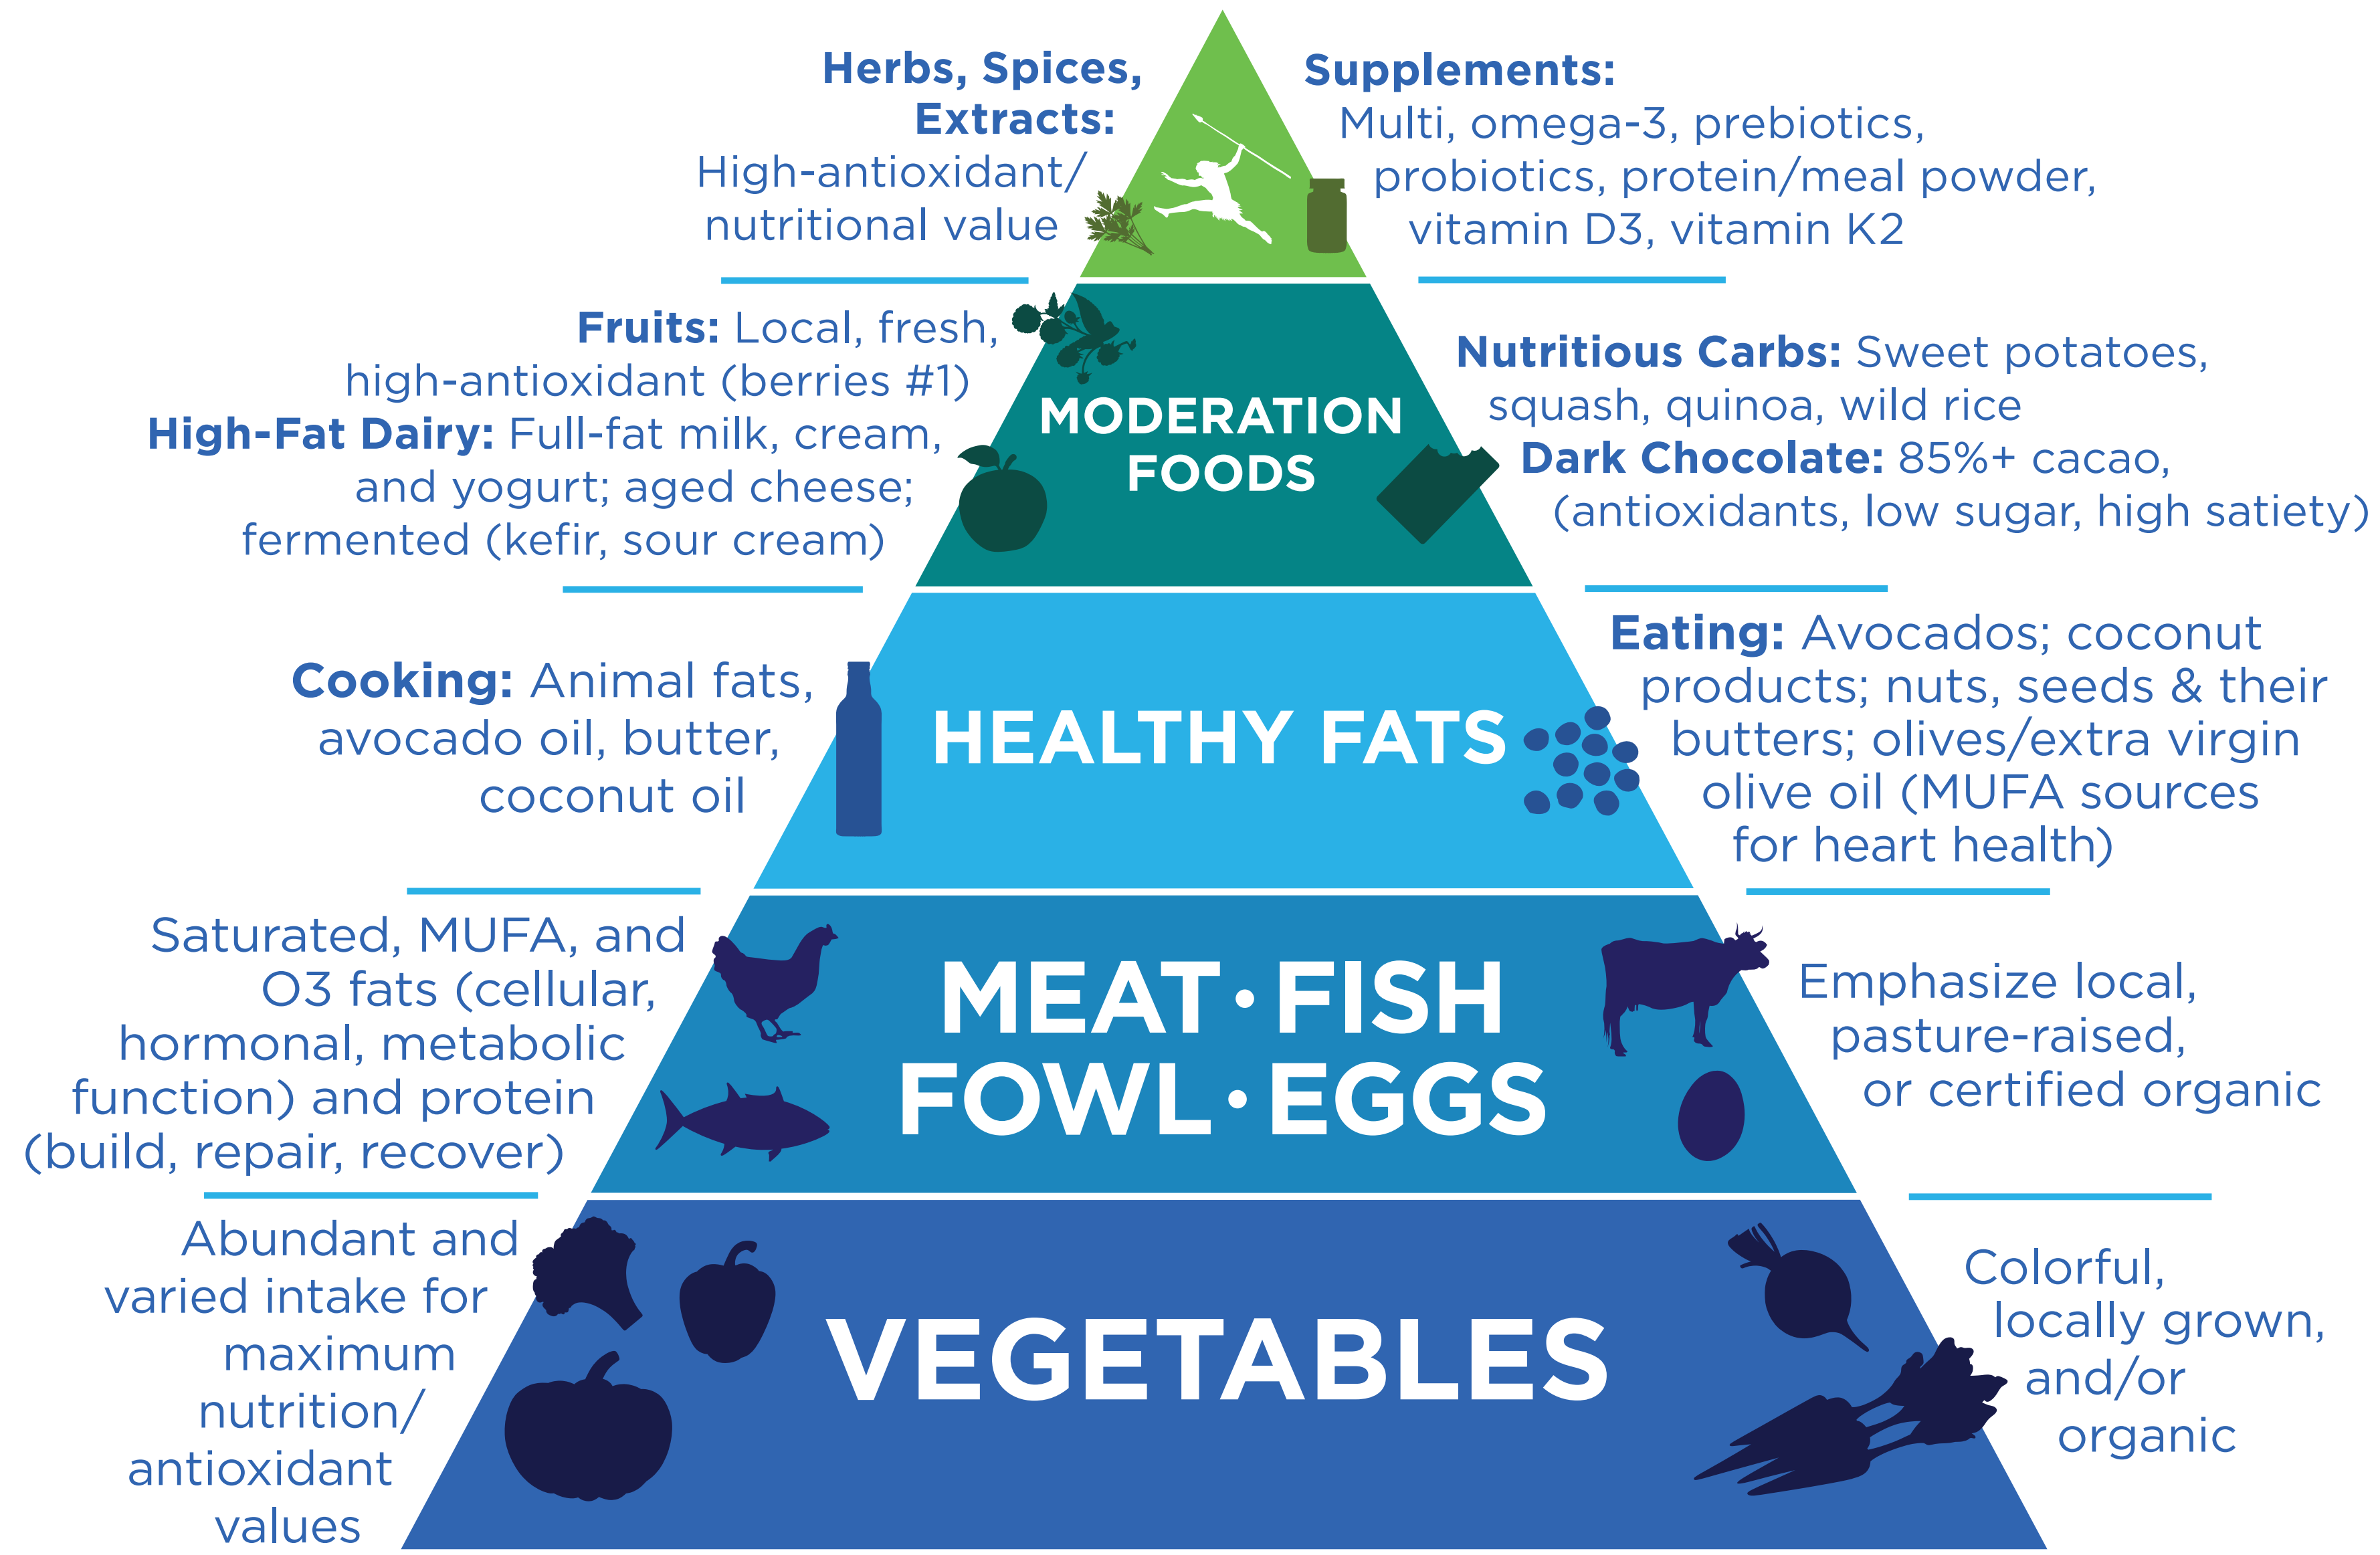 Herbs, Spices,
Extracts:
High-antioxidant/
nutritional value
Supplements:
Multi, omega-3, prebiotics,
probiotics, protein/meal powder,
vitamin D3, vitamin K2
Fruits: Local, fresh,
high-antioxidant (berries #1)
High-Fat Dairy: Full-fat milk, cream,
and yogurt; aged cheese;
fermented (kefir, sour cream)
MODERATION
FOODS
Nutritious Carbs: Sweet potatoes,
squash, quinoa, wild rice
Dark Chocolate: 85%+ cacao,
(antioxidants, low sugar, high satiety)
Cooking: Animal fats,
avocado oil, butter,
coconut oil
HEALTHY FATS
Eating: Avocados; coconut
products; nuts, seeds & their
butters; olives/extra virgin
olive oil (MUFA sources
for heart health)
Saturated, MUFA, and
O3 fats (cellular,
hormonal, metabolic
function) and protein
(build, repair, recover)
MEAT · FISH
FOWL · EGGS
Emphasize local,
pasture-raised,
or certified organic
Abundant and
varied intake for
maximum
nutrition/
antioxidant
values
VEGETABLES
Colorful,
locally grown,
and/or
organic